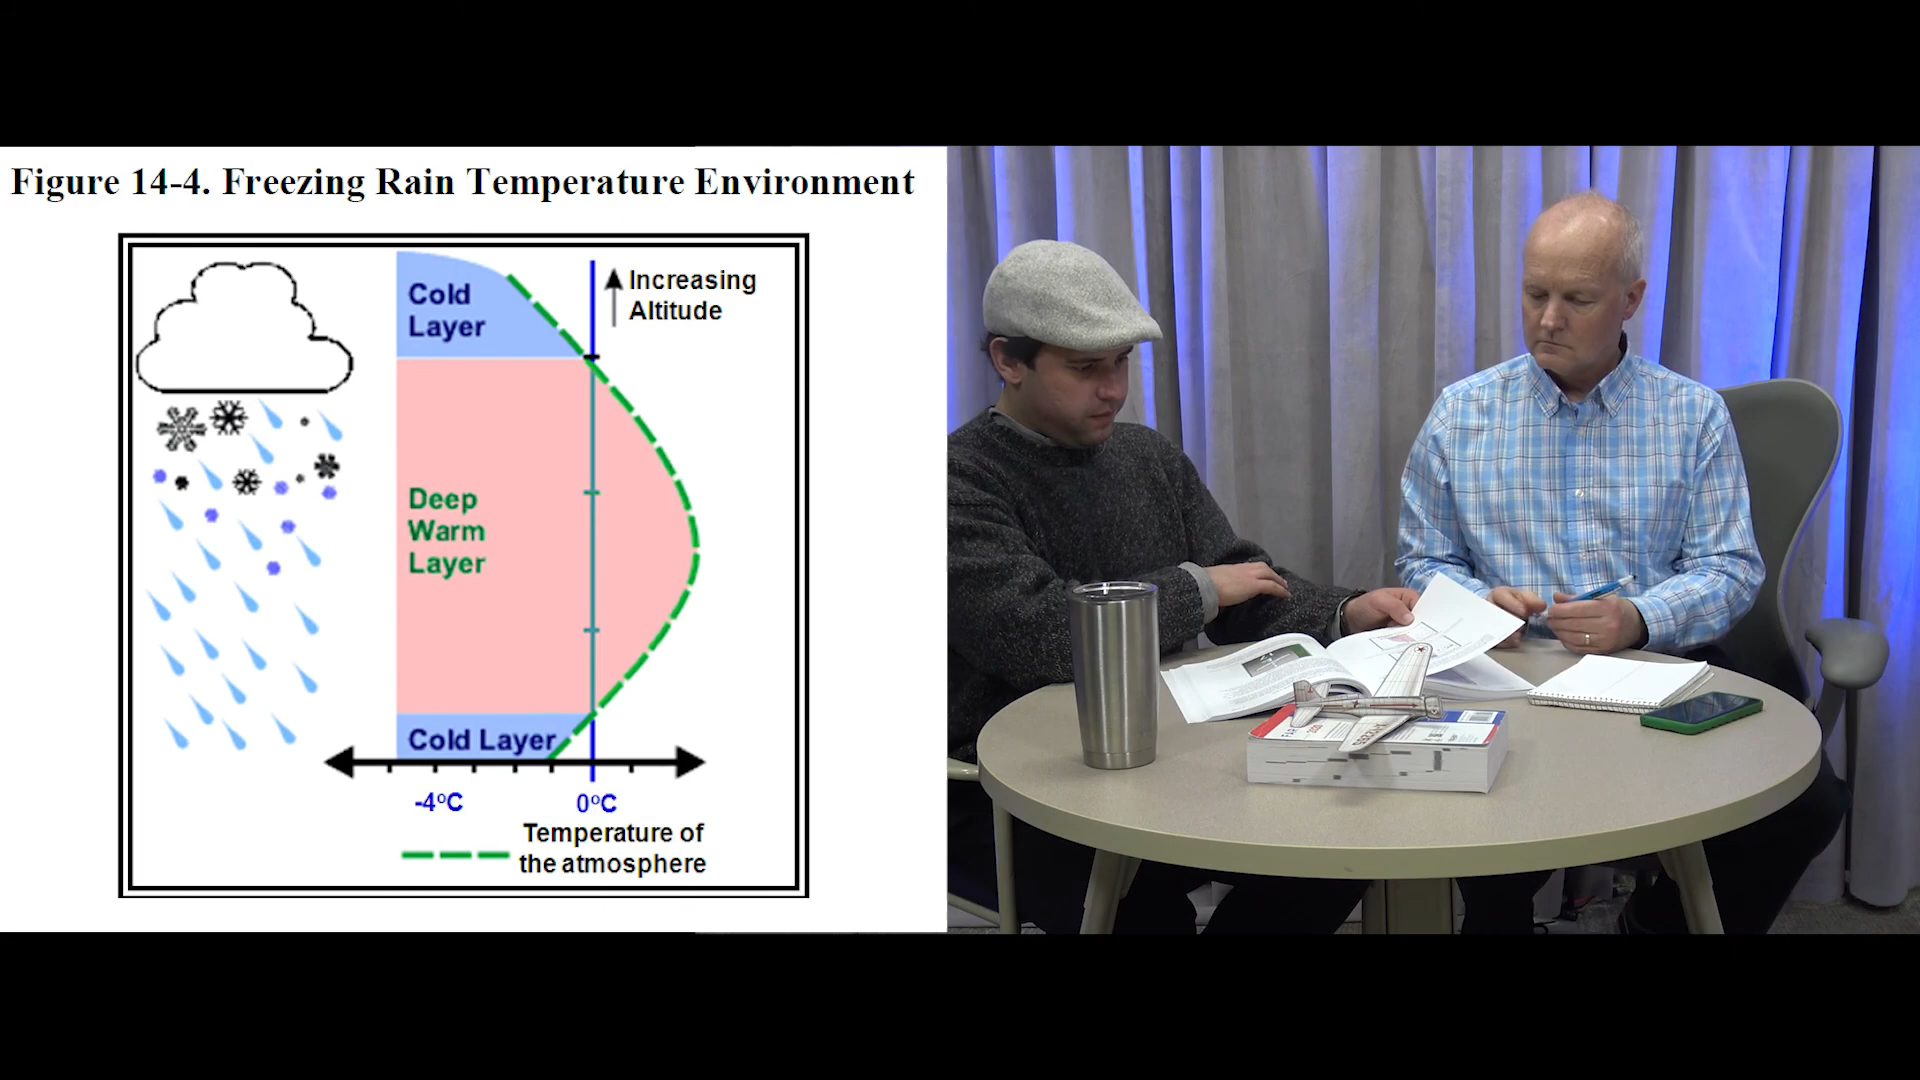 Figure 14-4. Freezing Rain Temperature Environment
Increasing
Altitude
Cold
Layer
Deep
Warm
Layer
Cold Layer
-4°C
0°C
Temperature of
the atmosphere